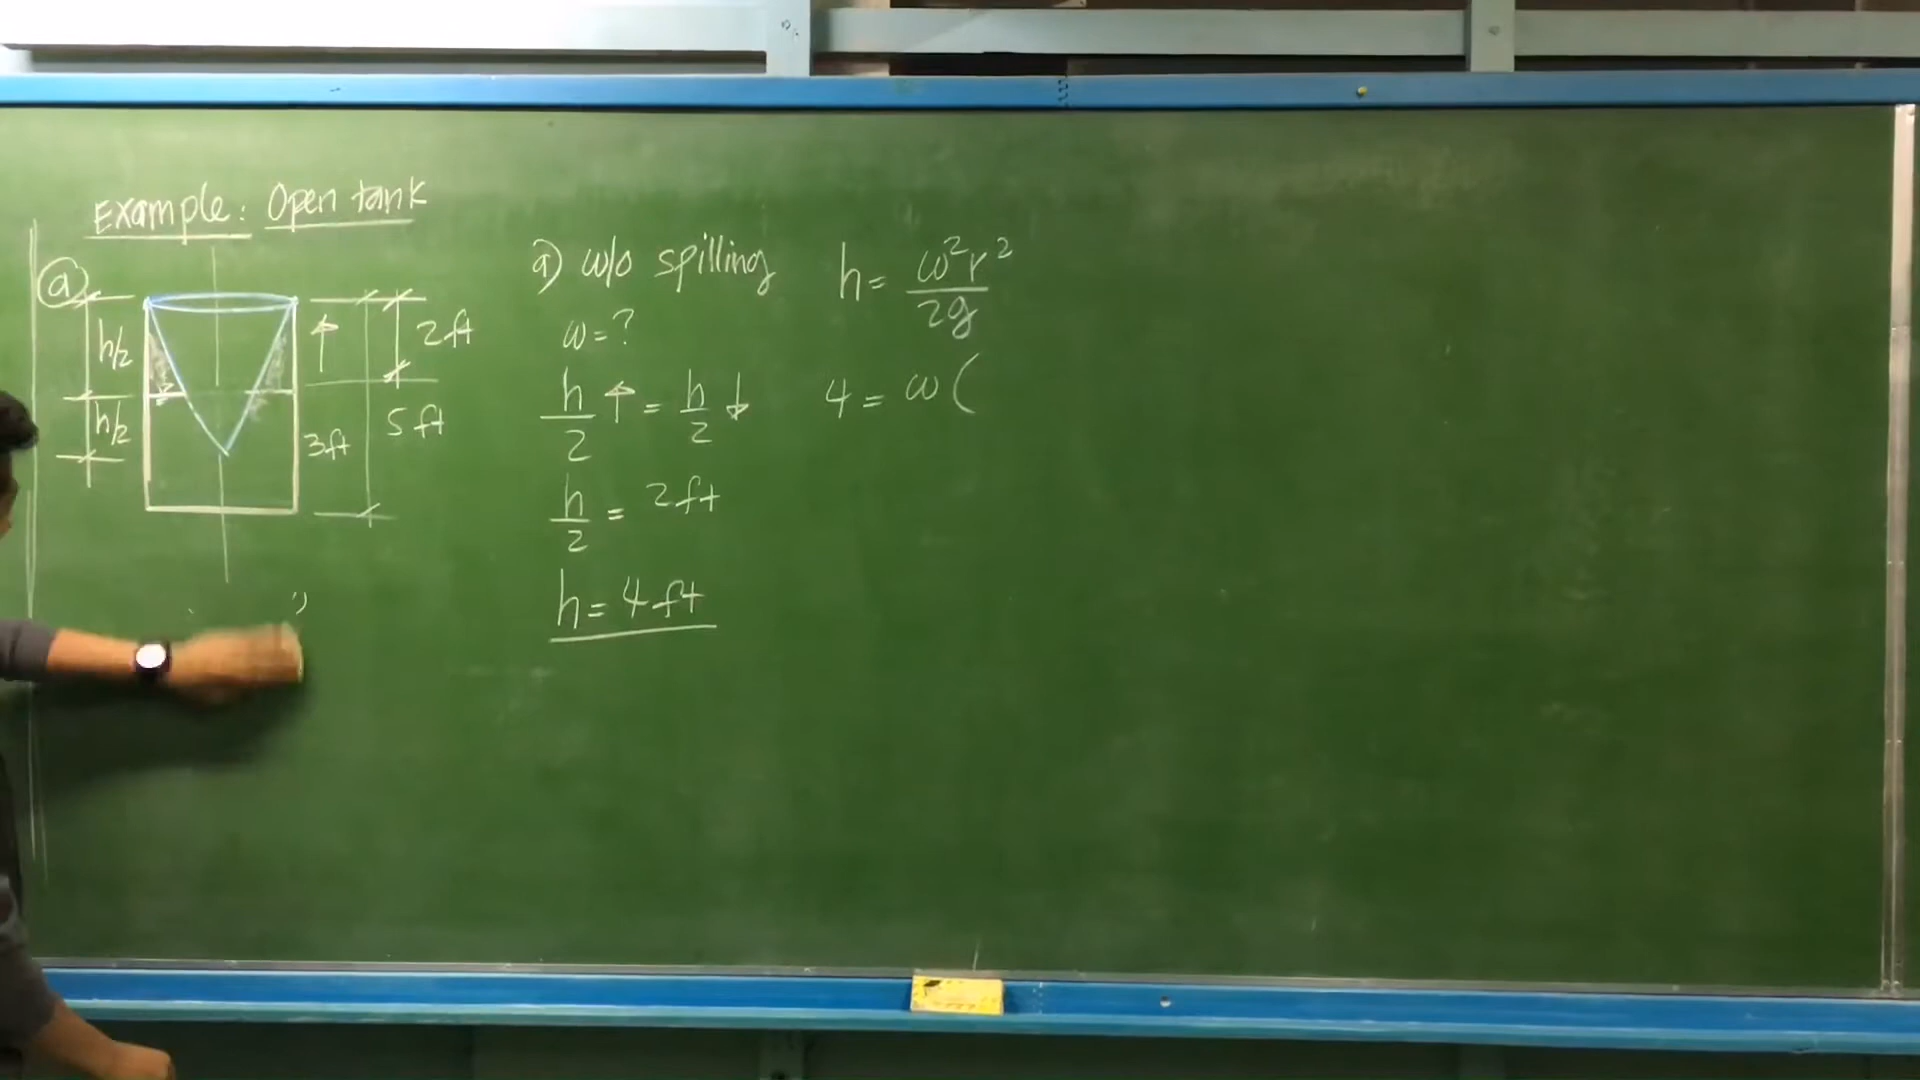 Example: Open tank
a
h/2
h/2
2ft
5ft
3ft
a) w/o spilling
ω = ?
h/2 ↑ = h/2 ↓
h/2 = 2ft
h = 4ft
h = ω²r²/2g
4 = ω (